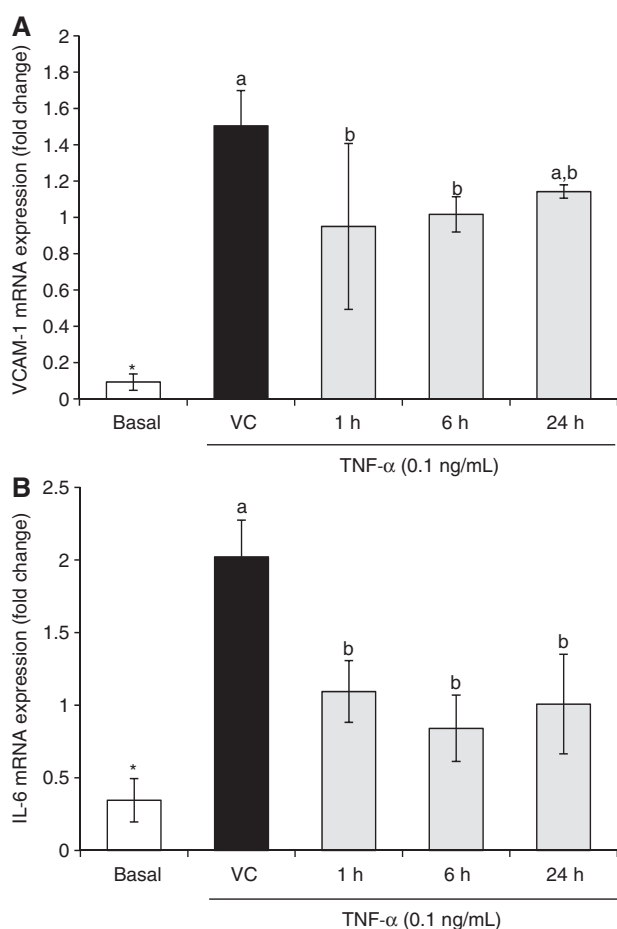 A
VCAM-1 mRNA expression (fold change)
2
1.8
1.6
1.4
1.2
1
0.8
0.6
0.4
0.2
0
*
a
b
b
a,b
Basal VC 1 h 6 h 24 h
TNF-α (0.1 ng/mL)
B
IL-6 mRNA expression (fold change)
2.5
2
1.5
1
0.5
0
*
a
b
b
b
Basal VC 1 h 6 h 24 h
TNF-α (0.1 ng/mL)